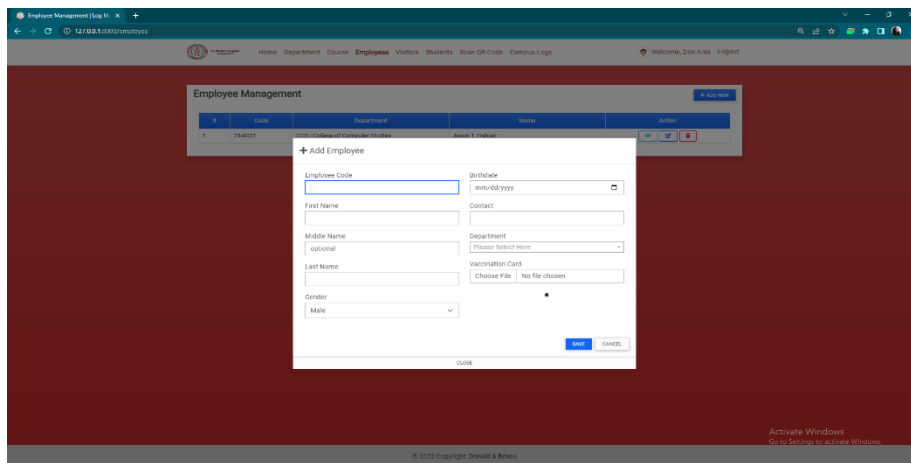 Employee Management | Log M
127.0.0.1:8000/employee
Home Department Course Employees Visitors Students Scan QR Code Campus Logs
Welcome, Don Ales Logout
Employee Management
+ ADD NEW
# Code Department Name Action
1 CCS - College of Computer Studies Jason T.
+ Add Employee
Employee Code
Birthdate
mm/dd/yyyy
First Name
Contact
Middle Name
optional
Department
Please Select Here
Last Name
Vaccination Card
Choose File No file chosen
Gender
Male
SAVE CANCEL
CLOSE
Activate Windows
Go to Settings to activate Windows.
© 2023 Copyright: Donald &